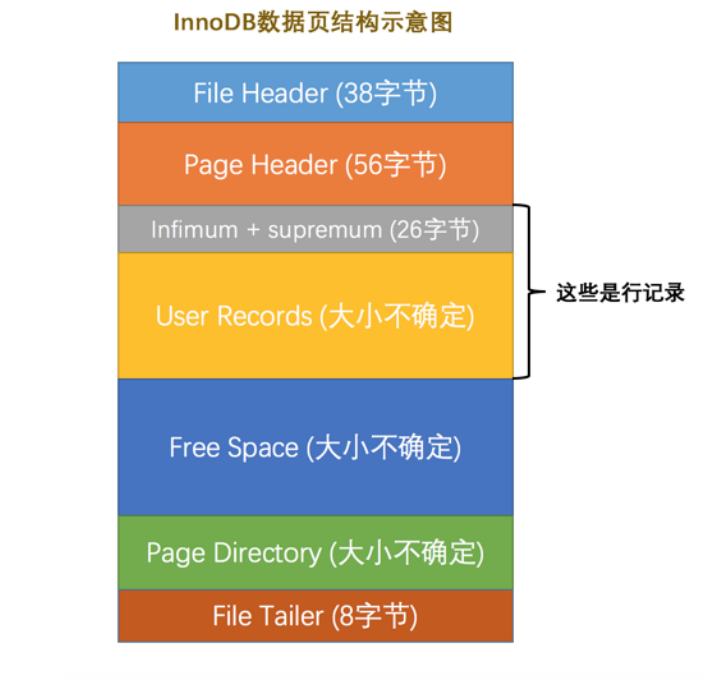 InnoDB数据页结构示意图
File Header (38字节)
Page Header (56字节)
Infimum + supremum (26字节)
User Records (大小不确定)
这些是行记录
Free Space (大小不确定)
Page Directory (大小不确定)
File Tailer (8字节)